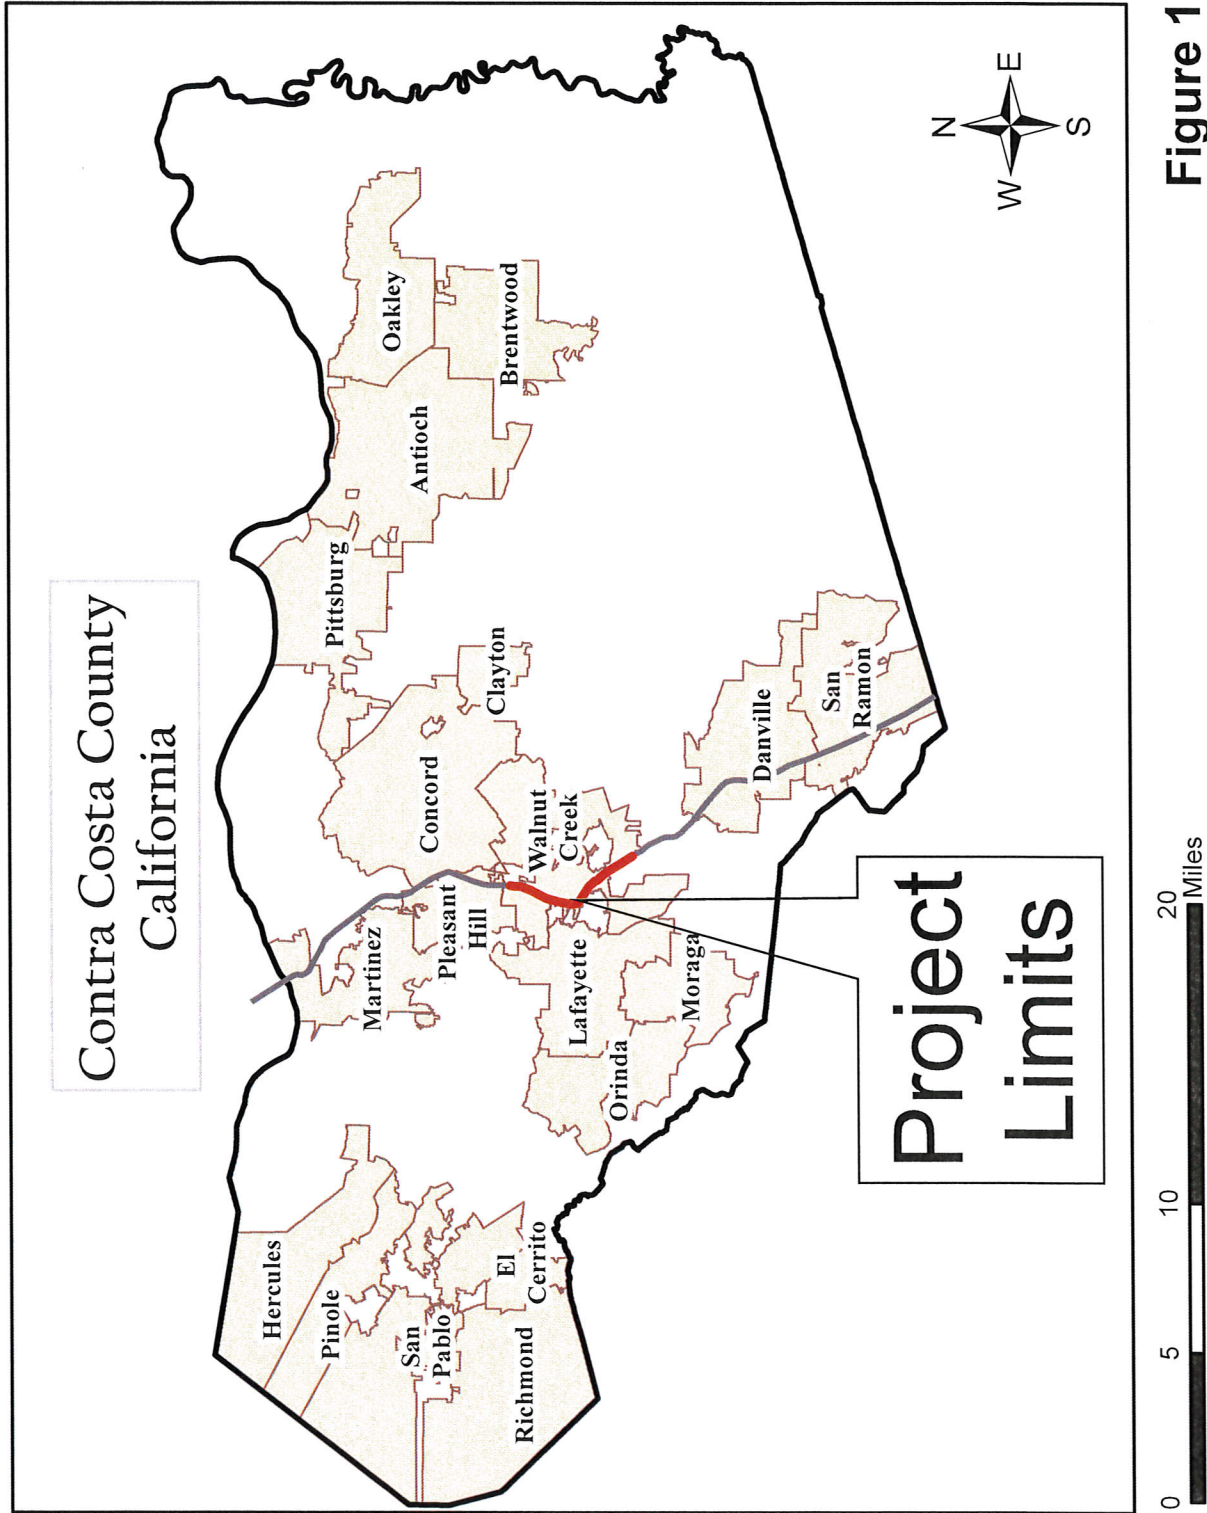 Contra Costa County
California
Hercules
Pinole
San
Pablo
Richmond
El
Cerrito
Martinez
Pleasant
Hill
Concord
Clayton
Pittsburg
Antioch
Oakley
Brentwood
Walnut
Creek
Lafayette
Orinda
Moraga
Danville
San
Ramon
Project
Limits
N
W
E
S
0
5
10
20
Miles
Figure 1